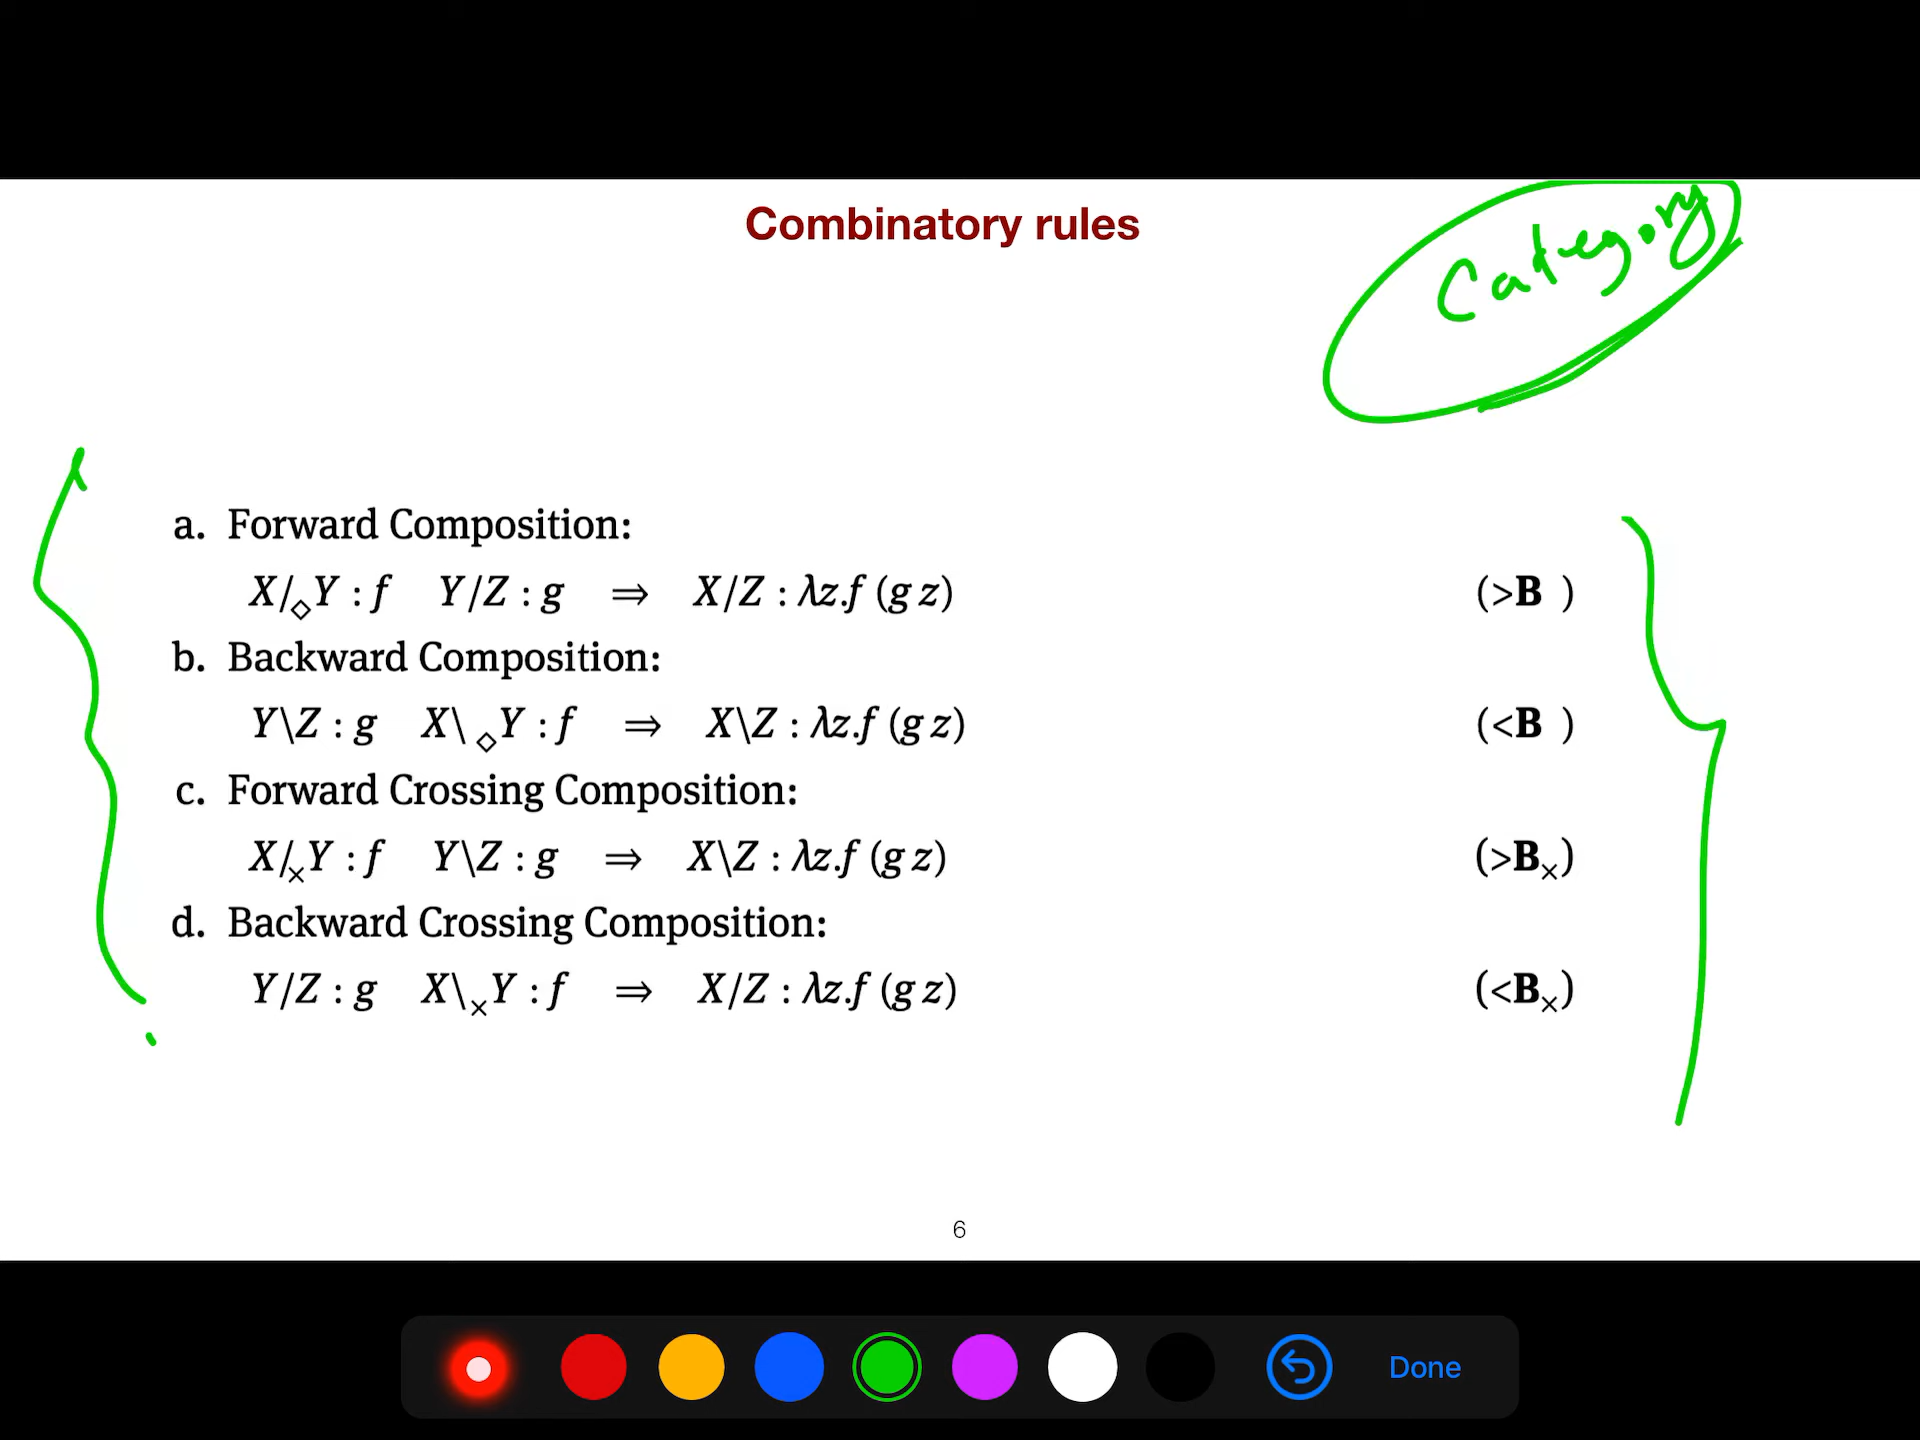 Combinatory rules
Category
a. Forward Composition:
X/⋄Y : f Y/Z : g ⇒ X/Z : λz.f (g z) (>B )
b. Backward Composition:
Y\Z : g X\⋄Y : f ⇒ X\Z : λz.f (g z) (<B )
c. Forward Crossing Composition:
X/×Y : f Y\Z : g ⇒ X\Z : λz.f (g z) (>B×)
d. Backward Crossing Composition:
Y/Z : g X\×Y : f ⇒ X/Z : λz.f (g z) (<B×)
6
Done